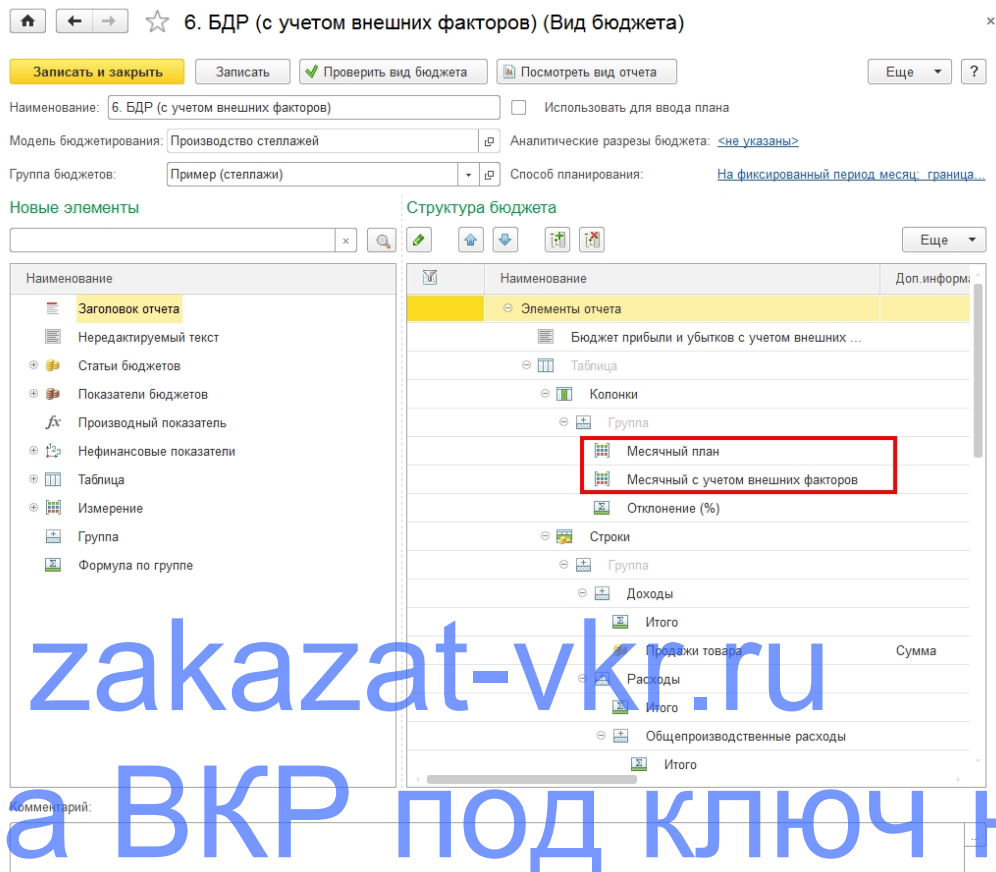 6. БДР (с учетом внешних факторов) (Вид бюджета)
Записать и закрыть
Записать
Проверить вид бюджета
Посмотреть вид отчета
Еще
?
Наименование: 6. БДР (с учетом внешних факторов)
Использовать для ввода плана
Модель бюджетирования: Производство стеллажей
Аналитические разрезы бюджета: <не указаны>
Группа бюджетов: Пример (стеллажи)
Способ планирования: На фиксированный период месяц; граница...
Новые элементы
Структура бюджета
Еще
Наименование
Заголовок отчета
Нередактируемый текст
Статьи бюджетов
Показатели бюджетов
fx Производный показатель
Нефинансовые показатели
Таблица
Измерение
Группа
Формула по группе
Наименование
Доп.информа
Элементы отчета
Бюджет прибыли и убытков с учетом внешних ...
Таблица
Колонки
Группа
Месячный план
Месячный с учетом внешних факторов
Отклонение (%)
Строки
Группа
Доходы
Итого
Продажи товара Сумма
Расходы
Итого
Общепроизводственные расходы
Итого
Комментарий:
zakazat-vkr.ru
а ВКР под ключ н